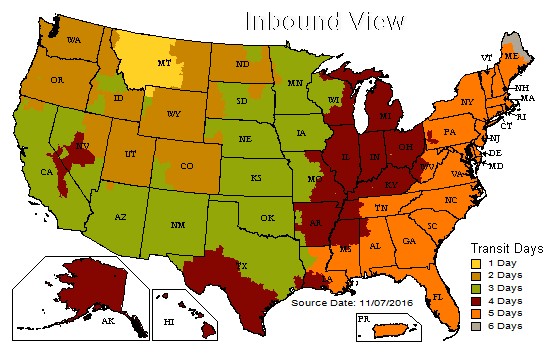 Inbound View
WA
MT
ND
MN
VT
ME
OR
ID
SD
WI
MI
NY
NH
MA
WY
RI
CT
NE
IA
PA
NJ
NV
UT
CO
IL
IN
OH
DE
MD
CA
KS
MO
KY
WV
VA
NC
TN
AZ
NM
OK
AR
SC
MS
AL
GA
TX
LA
FL
AK
HI
PR
Source Date: 11/07/2016
Transit Days
1 Day
2 Days
3 Days
4 Days
5 Days
6 Days